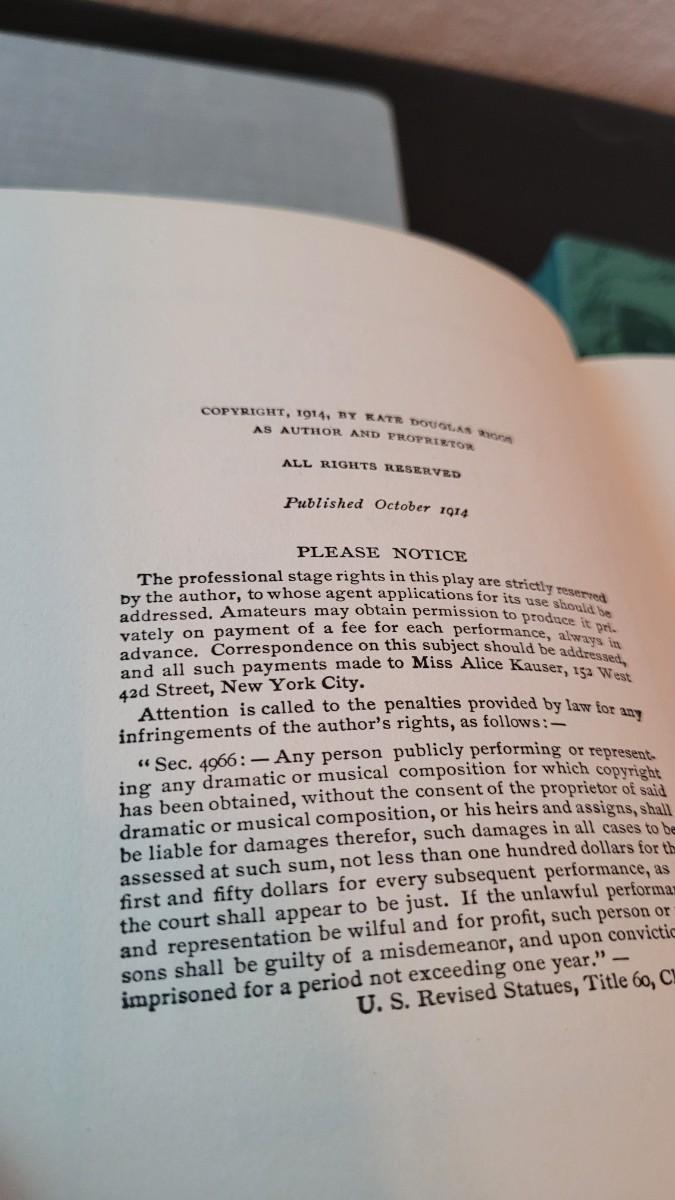 COPYRIGHT, 1914, BY KATE DOUGLAS RIGGS
AS AUTHOR AND PROPRIETOR
ALL RIGHTS RESERVED
Published October 1914
PLEASE NOTICE
The professional stage rights in this play are strictly reserved
by the author, to whose agent applications for its use should be
addressed. Amateurs may obtain permission to produce it pri-
vately on payment of a fee for each performance, always in
advance. Correspondence on this subject should be addressed,
and all such payments made to Miss Alice Kauser, 152 West
42d Street, New York City.
Attention is called to the penalties provided by law for any
infringements of the author's rights, as follows: —
“ Sec. 4966: — Any person publicly performing or represent-
ing any dramatic or musical composition for which copyright
has been obtained, without the consent of the proprietor of said
dramatic or musical composition, or his heirs and assigns, shall
be liable for damages therefor, such damages in all cases to be
assessed at such sum, not less than one hundred dollars for th
first and fifty dollars for every subsequent performance, as
the court shall appear to be just. If the unlawful performa
and representation be wilful and for profit, such person or
sons shall be guilty of a misdemeanor, and upon convictio
imprisoned for a period not exceeding one year.” —
U. S. Revised Statues, Title 60, Ch